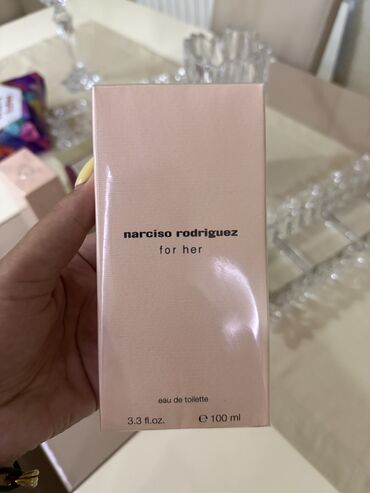 narciso rodriguez
for her
eau de toilette
3.3 fl.oz. ℮ 100 ml